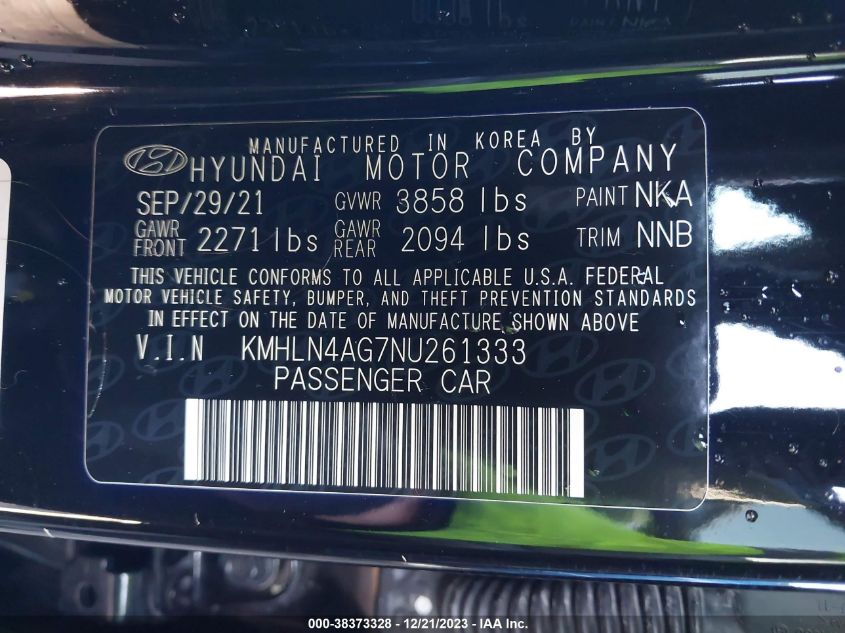 MANUFACTURED IN KOREA BY
HYUNDAI MOTOR COMPANY
SEP/29/21 GVWR 3858 lbs PAINT NKA
GAWR FRONT 2271 lbs GAWR REAR 2094 lbs TRIM NNB
THIS VEHICLE CONFORMS TO ALL APPLICABLE U.S.A. FEDERAL
MOTOR VEHICLE SAFETY, BUMPER, AND THEFT PREVENTION STANDARDS
IN EFFECT ON THE DATE OF MANUFACTURE SHOWN ABOVE
V.I.N KMHLN4AG7NU261333
PASSENGER CAR
000-38373328 - 12/21/2023 - IAA Inc.